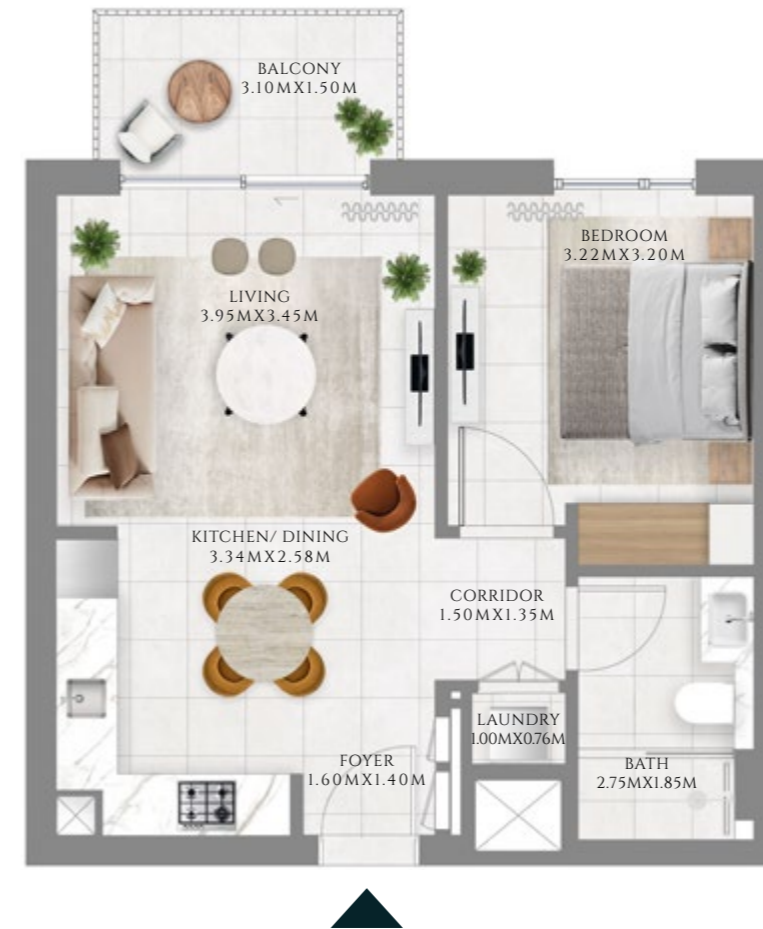 BALCONY
3.10MX1.50M
BEDROOM
3.22MX3.20M
LIVING
3.95MX3.45M
KITCHEN/ DINING
3.34MX2.58M
CORRIDOR
1.50MX1.35M
LAUNDRY
1.00MX0.76M
FOYER
1.60MX1.40M
BATH
2.75MX1.85M